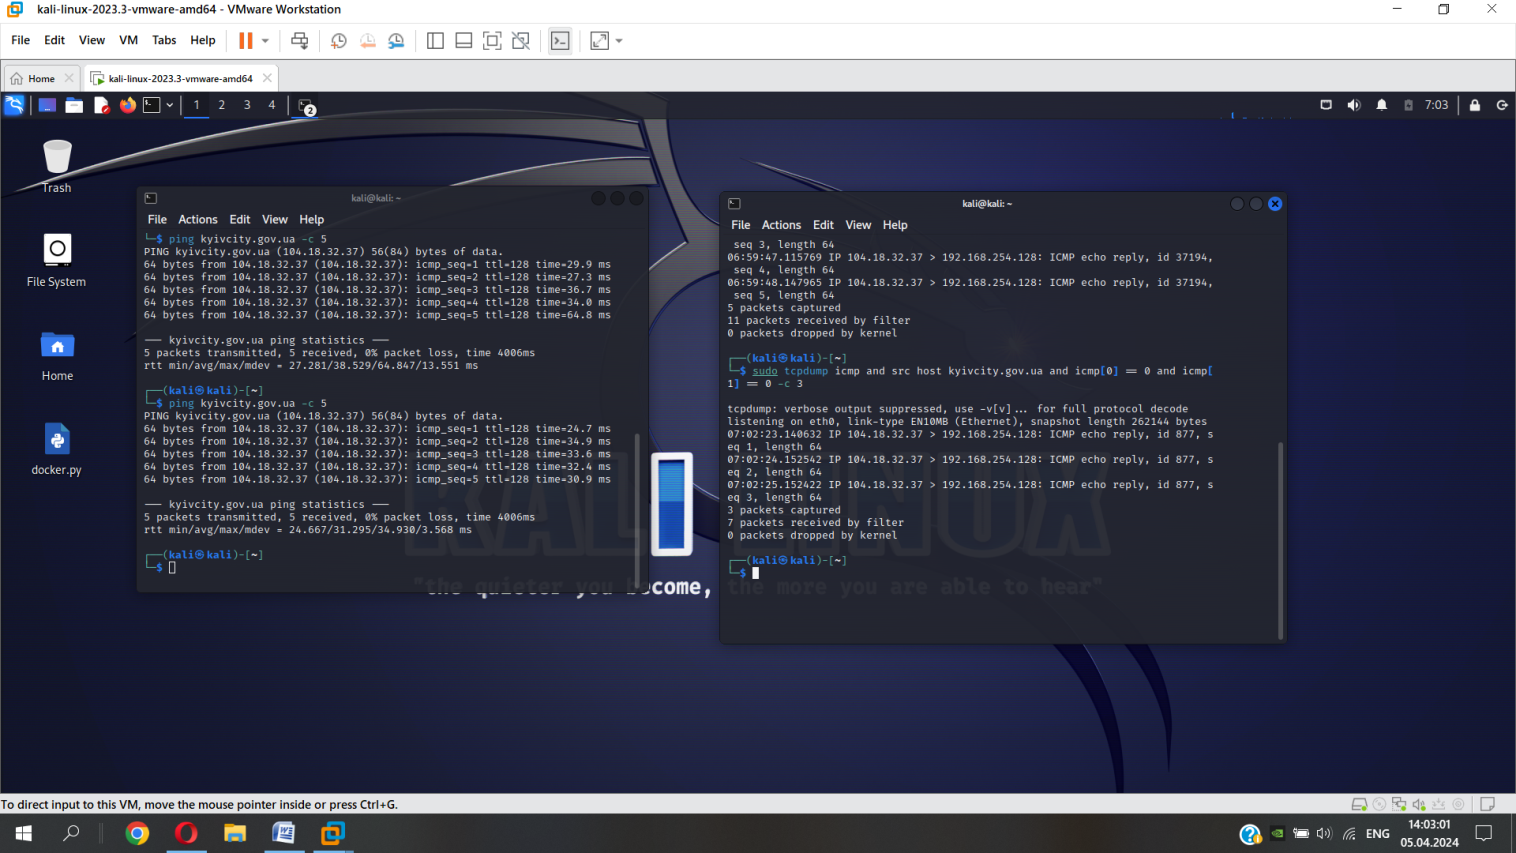 kali-linux-2023.3-vmware-amd64 - VMware Workstation
File Edit View VM Tabs Help
Home
kali-linux-2023.3-vmware-amd64
1 2 3 4
2
7:03
Trash
File System
Home
docker.py
kali@kali: ~
File Actions Edit View Help
└─$ ping kyivcity.gov.ua -c 5
PING kyivcity.gov.ua (104.18.32.37) 56(84) bytes of data.
64 bytes from 104.18.32.37 (104.18.32.37): icmp_seq=1 ttl=128 time=29.9 ms
64 bytes from 104.18.32.37 (104.18.32.37): icmp_seq=2 ttl=128 time=27.3 ms
64 bytes from 104.18.32.37 (104.18.32.37): icmp_seq=3 ttl=128 time=36.7 ms
64 bytes from 104.18.32.37 (104.18.32.37): icmp_seq=4 ttl=128 time=34.0 ms
64 bytes from 104.18.32.37 (104.18.32.37): icmp_seq=5 ttl=128 time=64.8 ms
--- kyivcity.gov.ua ping statistics ---
5 packets transmitted, 5 received, 0% packet loss, time 4006ms
rtt min/avg/max/mdev = 27.281/38.529/64.847/13.551 ms
┌──(kali㉿kali)-[~]
└─$ ping kyivcity.gov.ua -c 5
PING kyivcity.gov.ua (104.18.32.37) 56(84) bytes of data.
64 bytes from 104.18.32.37 (104.18.32.37): icmp_seq=1 ttl=128 time=24.7 ms
64 bytes from 104.18.32.37 (104.18.32.37): icmp_seq=2 ttl=128 time=34.9 ms
64 bytes from 104.18.32.37 (104.18.32.37): icmp_seq=3 ttl=128 time=33.6 ms
64 bytes from 104.18.32.37 (104.18.32.37): icmp_seq=4 ttl=128 time=32.4 ms
64 bytes from 104.18.32.37 (104.18.32.37): icmp_seq=5 ttl=128 time=30.9 ms
--- kyivcity.gov.ua ping statistics ---
5 packets transmitted, 5 received, 0% packet loss, time 4006ms
rtt min/avg/max/mdev = 24.667/31.295/34.930/3.568 ms
┌──(kali㉿kali)-[~]
└─$
kali@kali: ~
File Actions Edit View Help
seq 3, length 64
06:59:47.115769 IP 104.18.32.37 > 192.168.254.128: ICMP echo reply, id 37194,
seq 4, length 64
06:59:48.147965 IP 104.18.32.37 > 192.168.254.128: ICMP echo reply, id 37194,
seq 5, length 64
5 packets captured
11 packets received by filter
0 packets dropped by kernel
┌──(kali㉿kali)-[~]
└─$ sudo tcpdump icmp and src host kyivcity.gov.ua and icmp[0] == 0 and icmp[
1] == 0 -c 3
tcpdump: verbose output suppressed, use -v[v]... for full protocol decode
listening on eth0, link-type EN10MB (Ethernet), snapshot length 262144 bytes
07:02:23.140632 IP 104.18.32.37 > 192.168.254.128: ICMP echo reply, id 877, s
eq 1, length 64
07:02:24.152542 IP 104.18.32.37 > 192.168.254.128: ICMP echo reply, id 877, s
eq 2, length 64
07:02:25.152422 IP 104.18.32.37 > 192.168.254.128: ICMP echo reply, id 877, s
eq 3, length 64
3 packets captured
7 packets received by filter
0 packets dropped by kernel
┌──(kali㉿kali)-[~]
└─$
KALI LINUX
"the quieter you become, the more you are able to hear"
To direct input to this VM, move the mouse pointer inside or press Ctrl+G.
ENG
14:03:01
05.04.2024